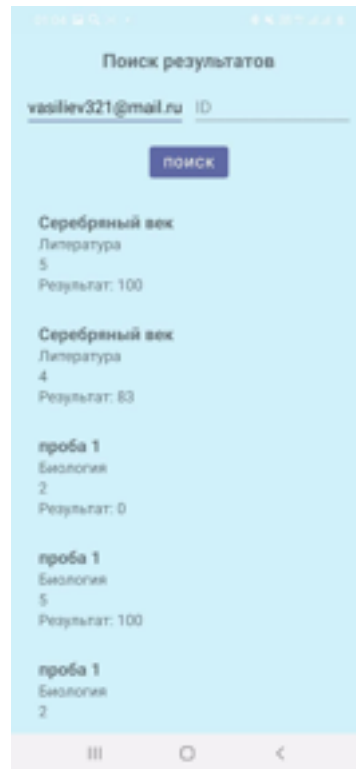 Поиск результатов
vasiliev321@mail.ru ID
ПОИСК
Серебряный век
Литература
5
Результат: 100
Серебряный век
Литература
4
Результат: 83
проба 1
Биология
2
Результат: 0
проба 1
Биология
5
Результат: 100
проба 1
Биология
2